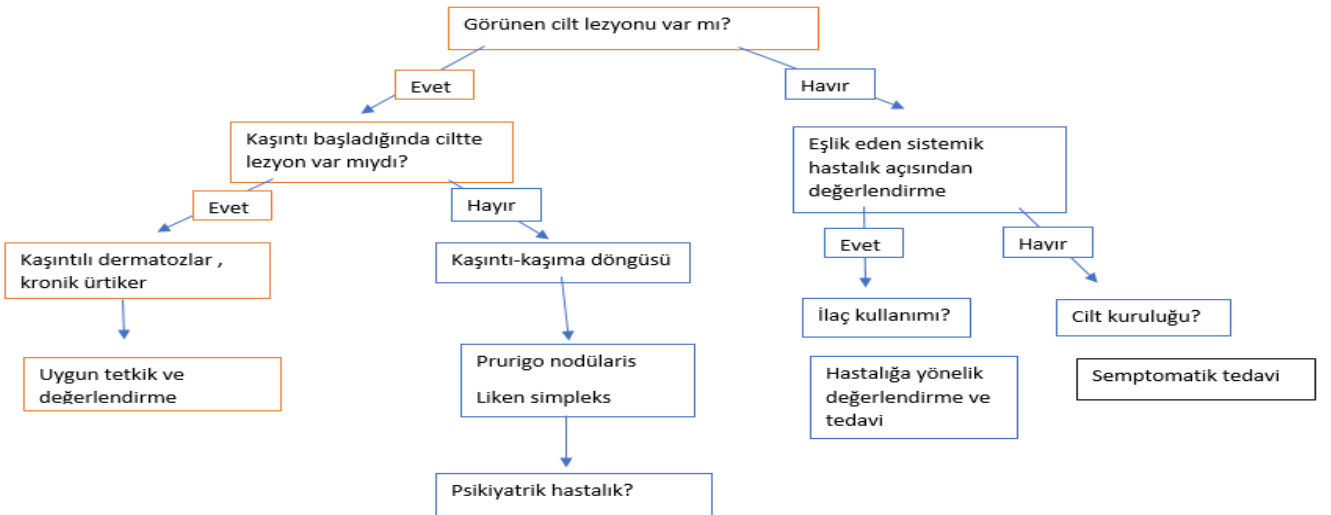 Görünen cilt lezyonu var mı?
Evet
Havır
Kaşıntı başladığında ciltte
lezyon var mıydı?
Eşlik eden sistemik
hastalık açısından
değerlendirme
Evet
Hayır
Evet
Hayır
Kaşıntılı dermatozlar ,
kronik ürtiker
Kaşıntı-kaşıma döngüsü
İlaç kullanımı?
Cilt kuruluğu?
Uygun tetkik ve
değerlendirme
Prurigo nodülaris
Liken simpleks
Hastalığa yönelik
değerlendirme ve
tedavi
Semptomatik tedavi
Psikiyatrik hastalık?